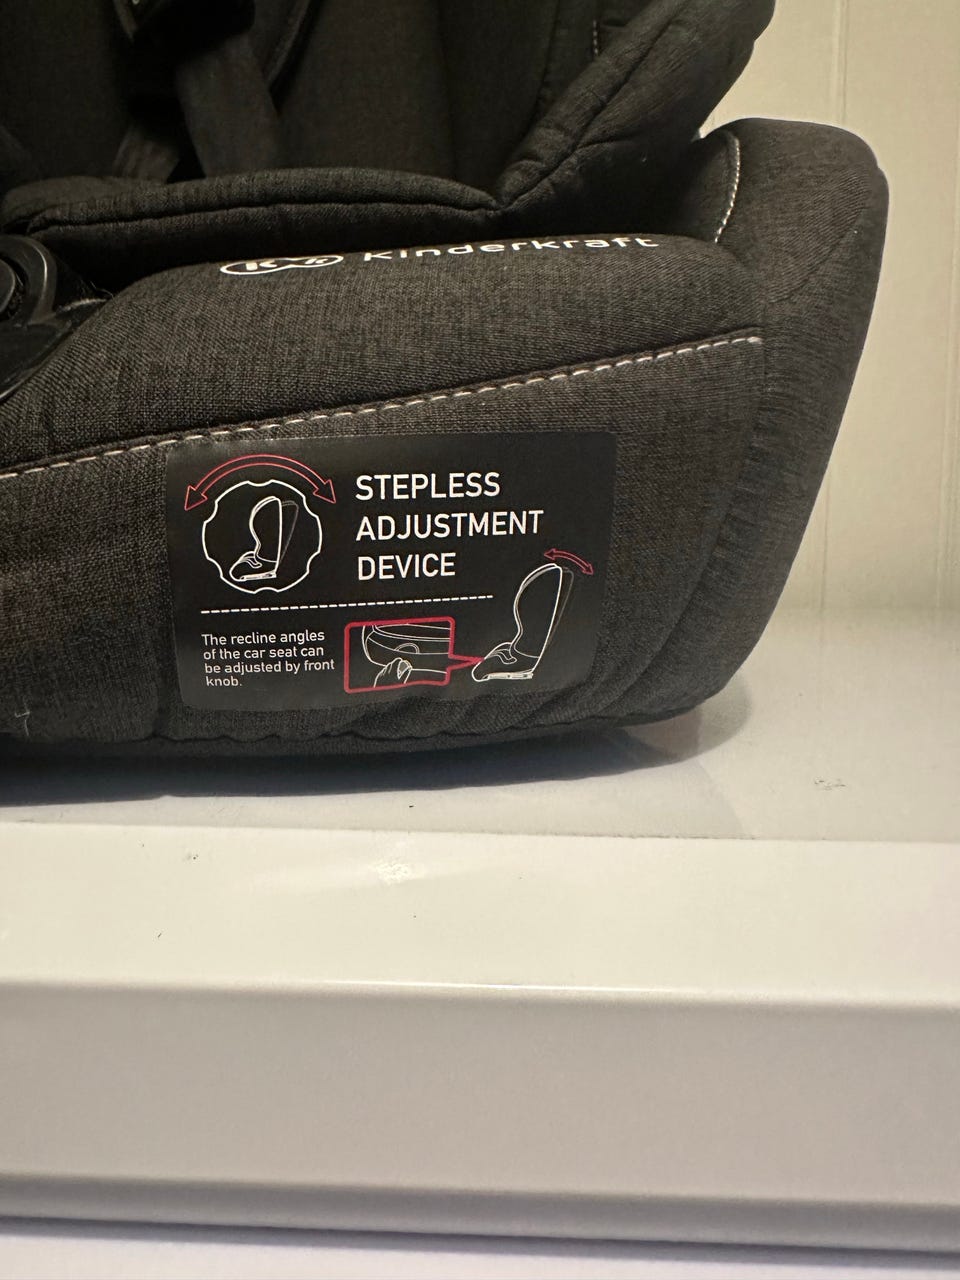 kinderkraft
STEPLESS
ADJUSTMENT
DEVICE
The recline angles
of the car seat can
be adjusted by front
knob.